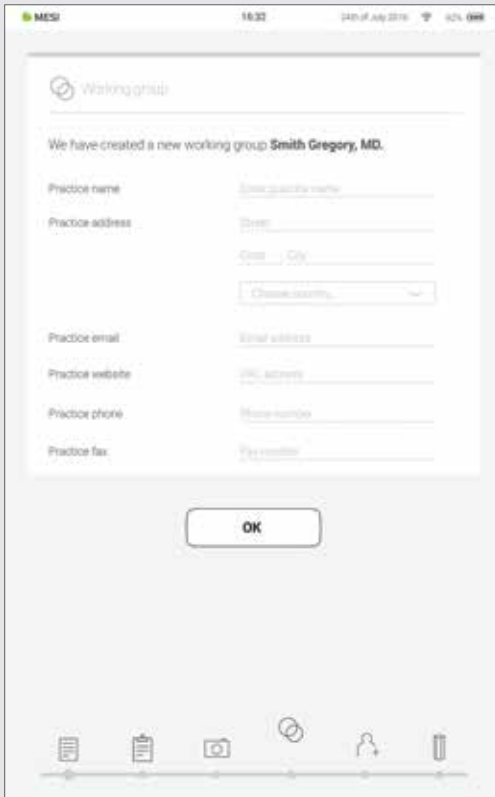 MESI 16:32 24th of July 2016 92%
Working group
We have created a new working group Smith Gregory, MD.
Practice name Enter practice name
Practice address Street
Code City
Choose country...
Practice email Email address
Practice website URL address
Practice phone Phone number
Practice fax Fax number
OK